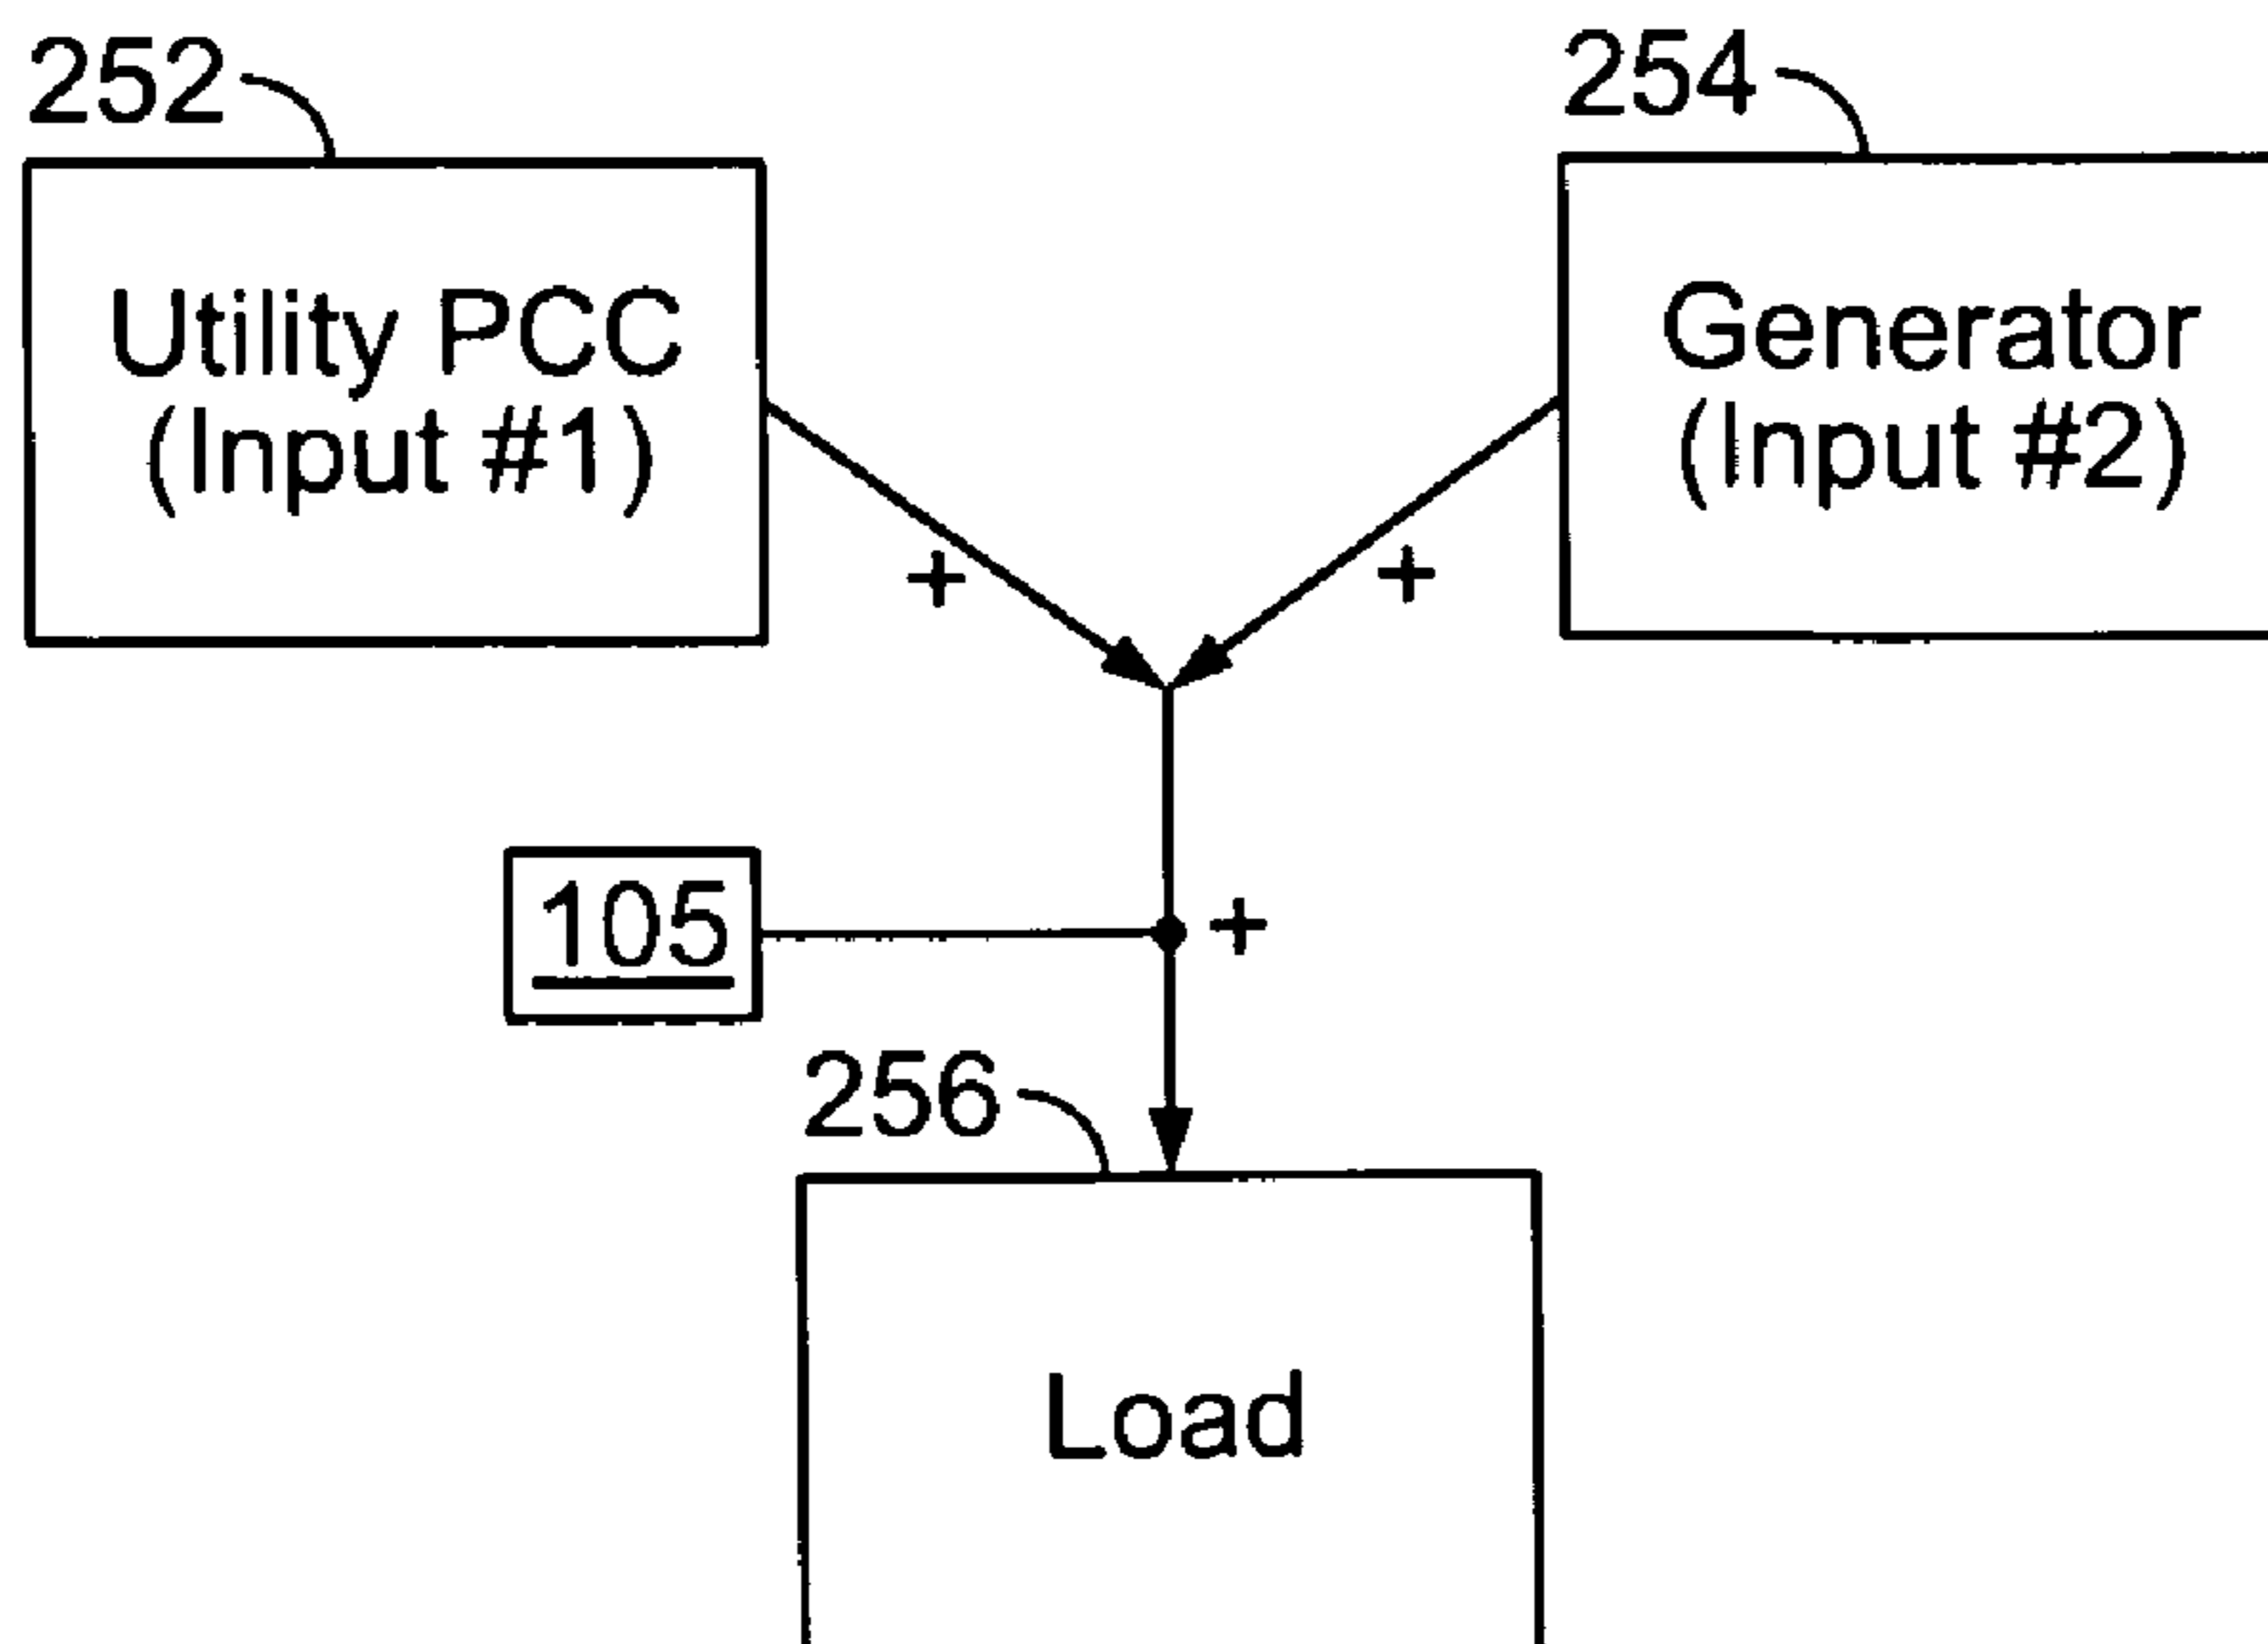 252
254
Utility PCC
(Input #1)
Generator
(Input #2)
+
+
105
+
256
Load